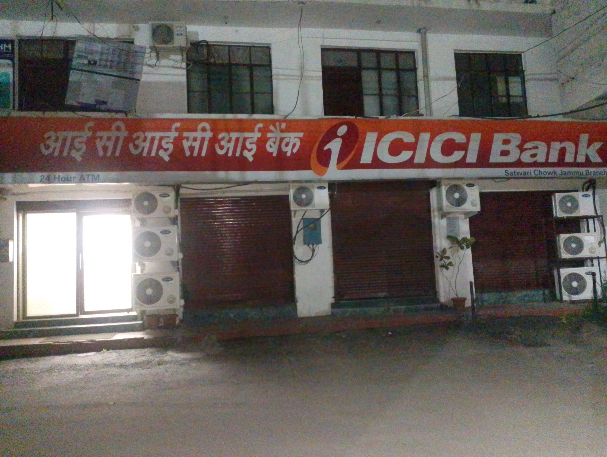 आई सी आई सी आई बैंक ICICI Bank
24 Hour ATM
Satwari Chowk Jammu Branch